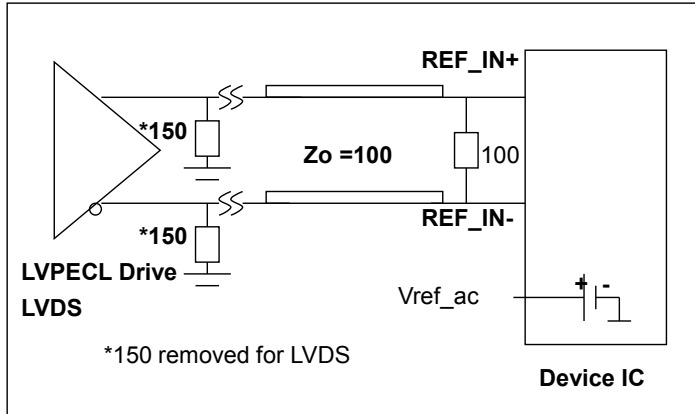 REF_IN+
*150
Zo =100
100
REF_IN-
*150
LVPECL Drive
LVDS
Vref_ac
+ -
*150 removed for LVDS
Device IC